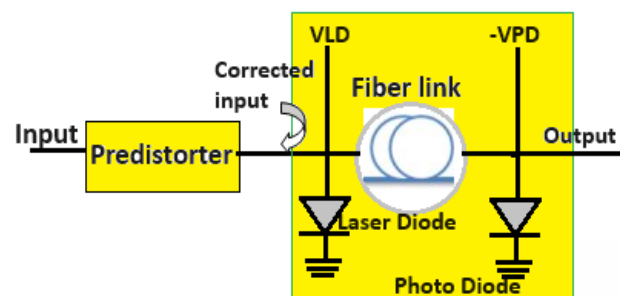 VLD
-VPD
Corrected
input
Fiber link
Input
Predistorter
Output
Laser Diode
Photo Diode